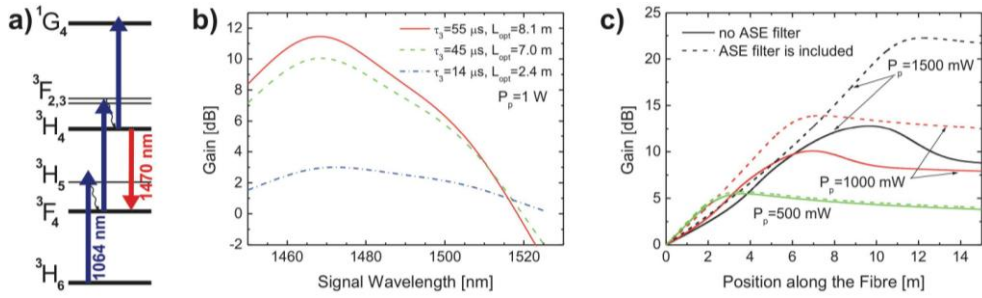 a)
¹G₄
³F₂,₃
³H₄
³H₅
³F₄
³H₆
1470 nm
1064 nm
b)
Gain [dB]
12
10
8
6
4
2
0
-2
1460
1480
1500
1520
Signal Wavelength [nm]
τ₃=55 μs, Lₒₚₜ=8.1 m
τ₃=45 μs, Lₒₚₜ=7.0 m
τ₃=14 μs, Lₒₚₜ=2.4 m
Pₚ=1 W
c)
Gain [dB]
25
20
15
10
5
0
0
2
4
6
8
10
12
14
Position along the Fibre [m]
no ASE filter
ASE filter is included
Pₚ=1500 mW
Pₚ=1000 mW
Pₚ=500 mW